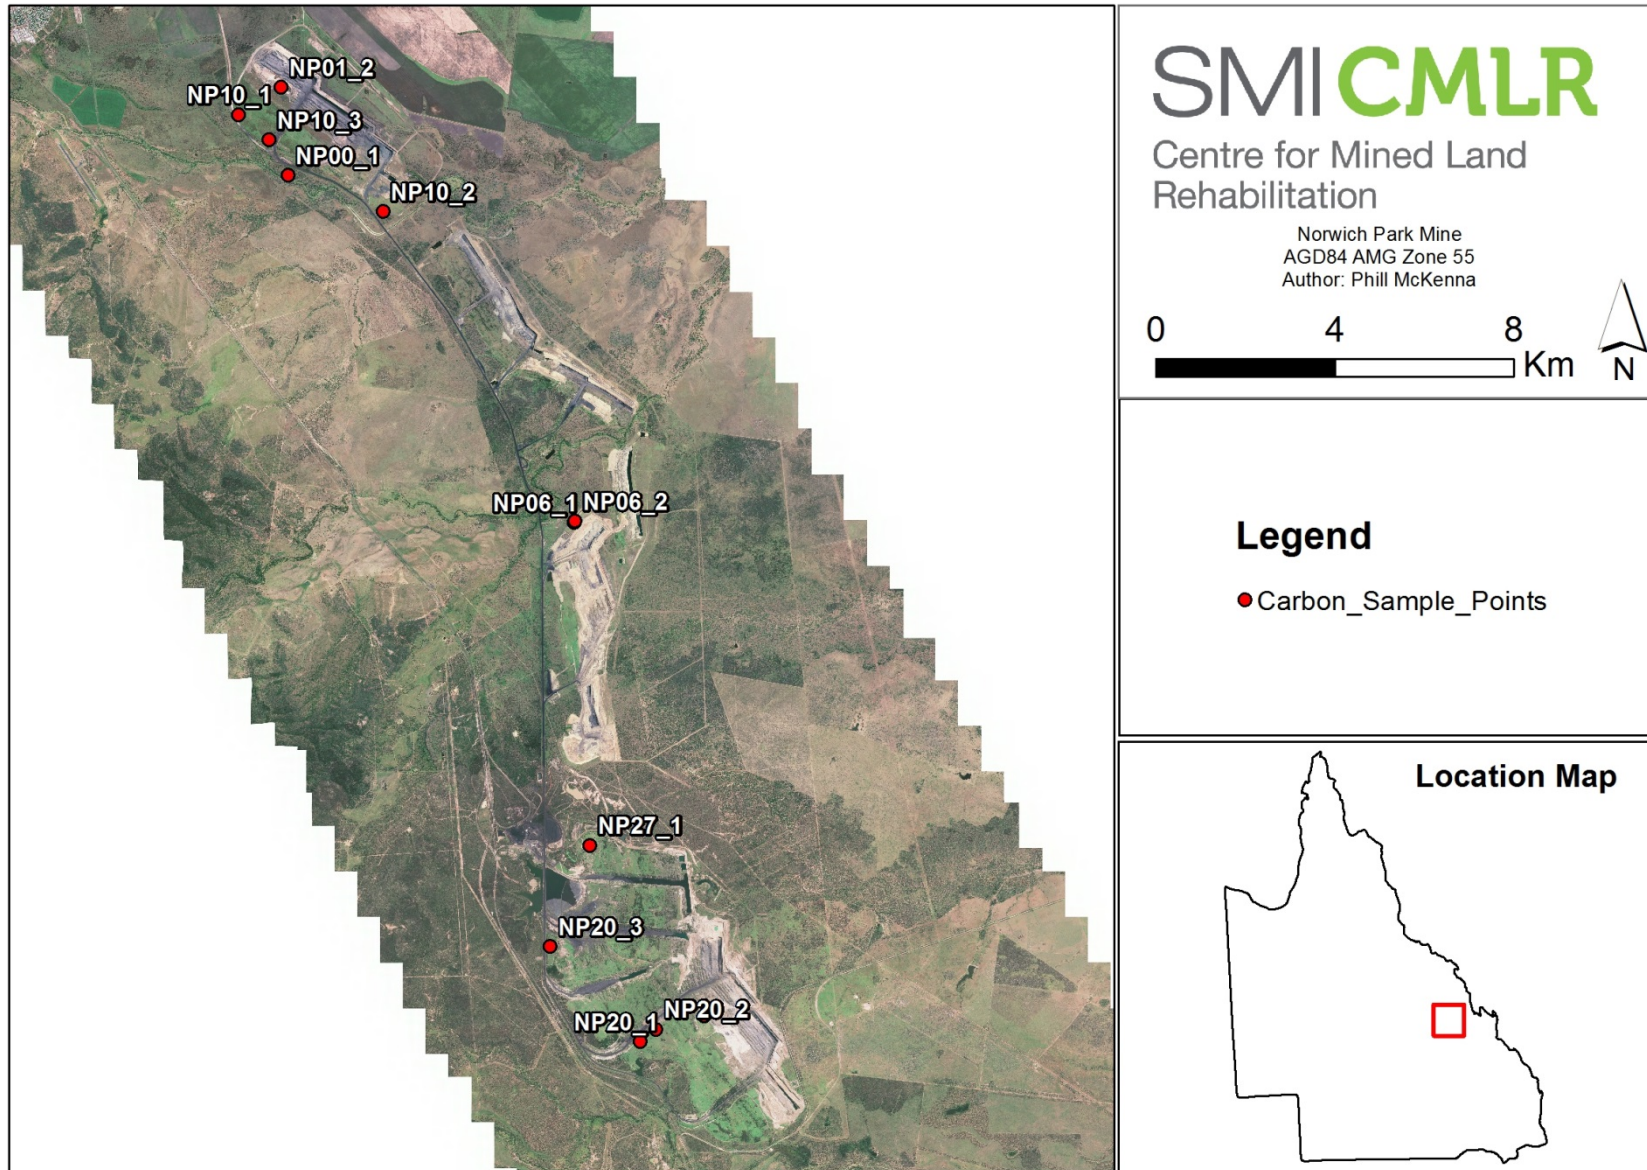 NP01_2
NP10_1
NP10_3
NP00_1
NP10_2
NP06_1 NP06_2
NP27_1
NP20_3
NP20_2
NP20_1
SMI CMLR
Centre for Mined Land
Rehabilitation
Norwich Park Mine
AGD84 AMG Zone 55
Author: Phill McKenna
0 4 8
Km
N
Legend
Carbon_Sample_Points
Location Map